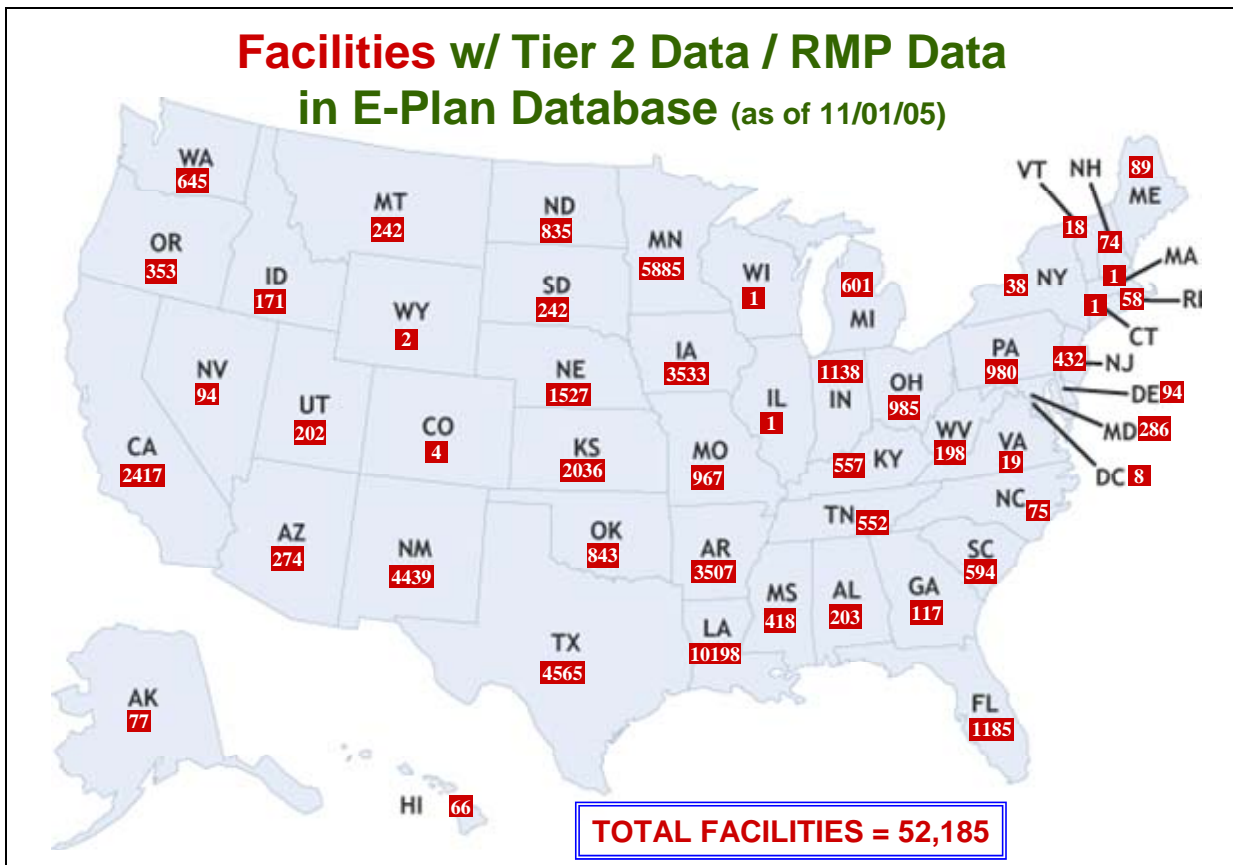 Facilities w/ Tier 2 Data / RMP Data
in E-Plan Database (as of 11/01/05)
WA
645
MT
242
ND
835
MN
5885
VT
NH
89
ME
OR
353
ID
171
WY
2
SD
242
WI
1
601
MI
18
74
38
NY
1
MA
1
58
RI
CT
NV
94
UT
202
CO
4
NE
1527
IA
3533
IL
1
1138
IN
OH
985
PA
980
432
NJ
DE 94
MD 286
DC 8
CA
2417
KS
2036
MO
967
557
KY
WV
198
VA
19
NC 75
TN 552
AZ
274
NM
4439
OK
843
AR
3507
SC
594
MS
418
AL
203
GA
117
TX
4565
LA
10198
AK
77
FL
1185
HI
66
TOTAL FACILITIES = 52,185